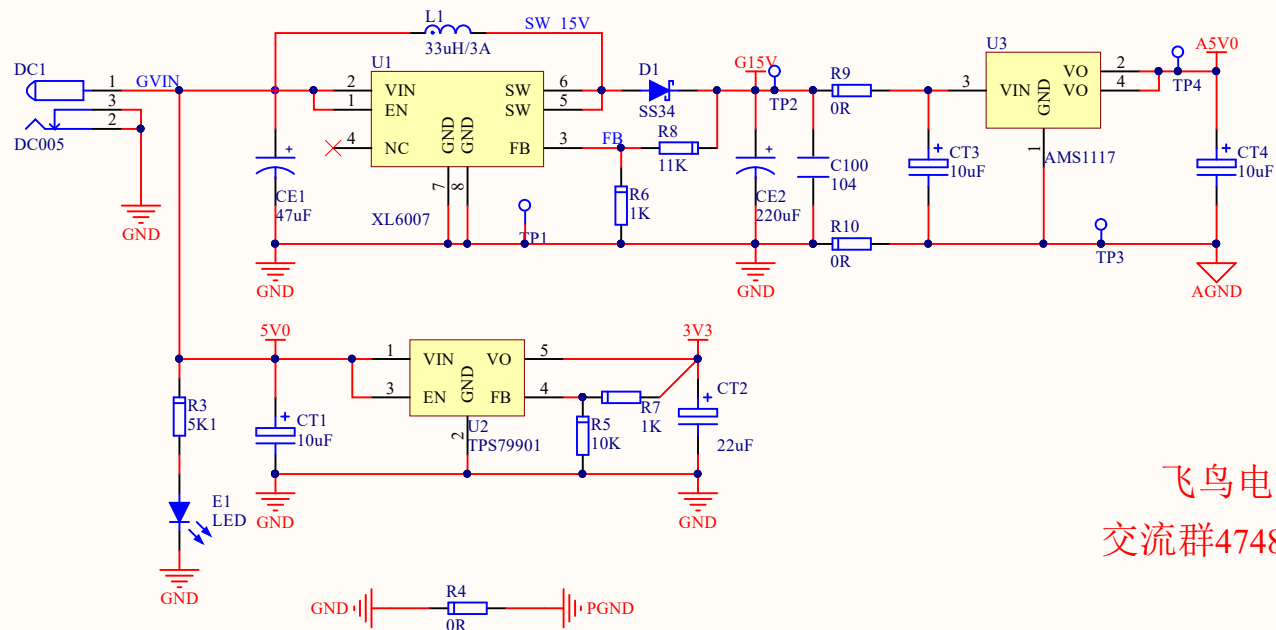 L1
33uH/3A
SW_15V
DC1
1
3
2
DC005
GVIN
GND
U1
2
1
4
VIN
EN
NC
GND
GND
SW
SW
FB
6
5
3
7
8
XL6007
CE1
47uF
GND
TP1
FB
D1
SS34
R8
11K
R6
1K
G15V
TP2
CE2
220uF
GND
C100
104
R9
0R
R10
0R
U3
3
VIN
GND
VO
VO
2
4
1
AMS1117
CT3
10uF
TP3
TP4
A5V0
CT4
10uF
AGND
5V0
R3
5K1
E1
LED
GND
CT1
10uF
GND
1
3
VIN
EN
GND
VO
FB
5
4
2
U2
TPS79901
R5
10K
R7
1K
3V3
CT2
22uF
GND
GND
R4
0R
PGND
飞鸟电
交流群4748